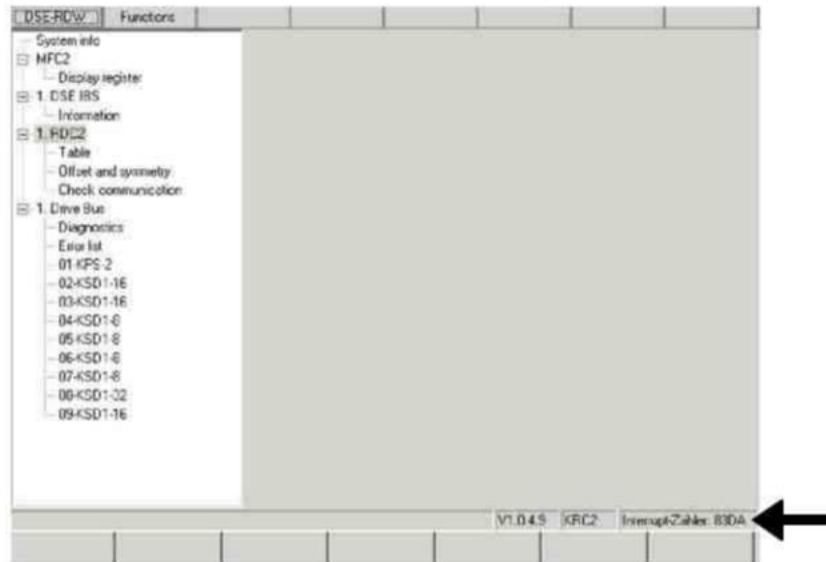 DSE-RDW Functions
System info
MFC2
Display register
1. DSE IBS
Information
1. RDC2
Table
Offset and symmetry
Check communication
1. Drive Bus
Diagnostics
Error list
01-KPS-2
02-KSD1-16
03-KSD1-16
04-KSD1-8
05-KSD1-8
06-KSD1-8
07-KSD1-8
08-KSD1-32
09-KSD1-16
V1.0.4.9 KRC2 Interrupt-Zähler: 83DA